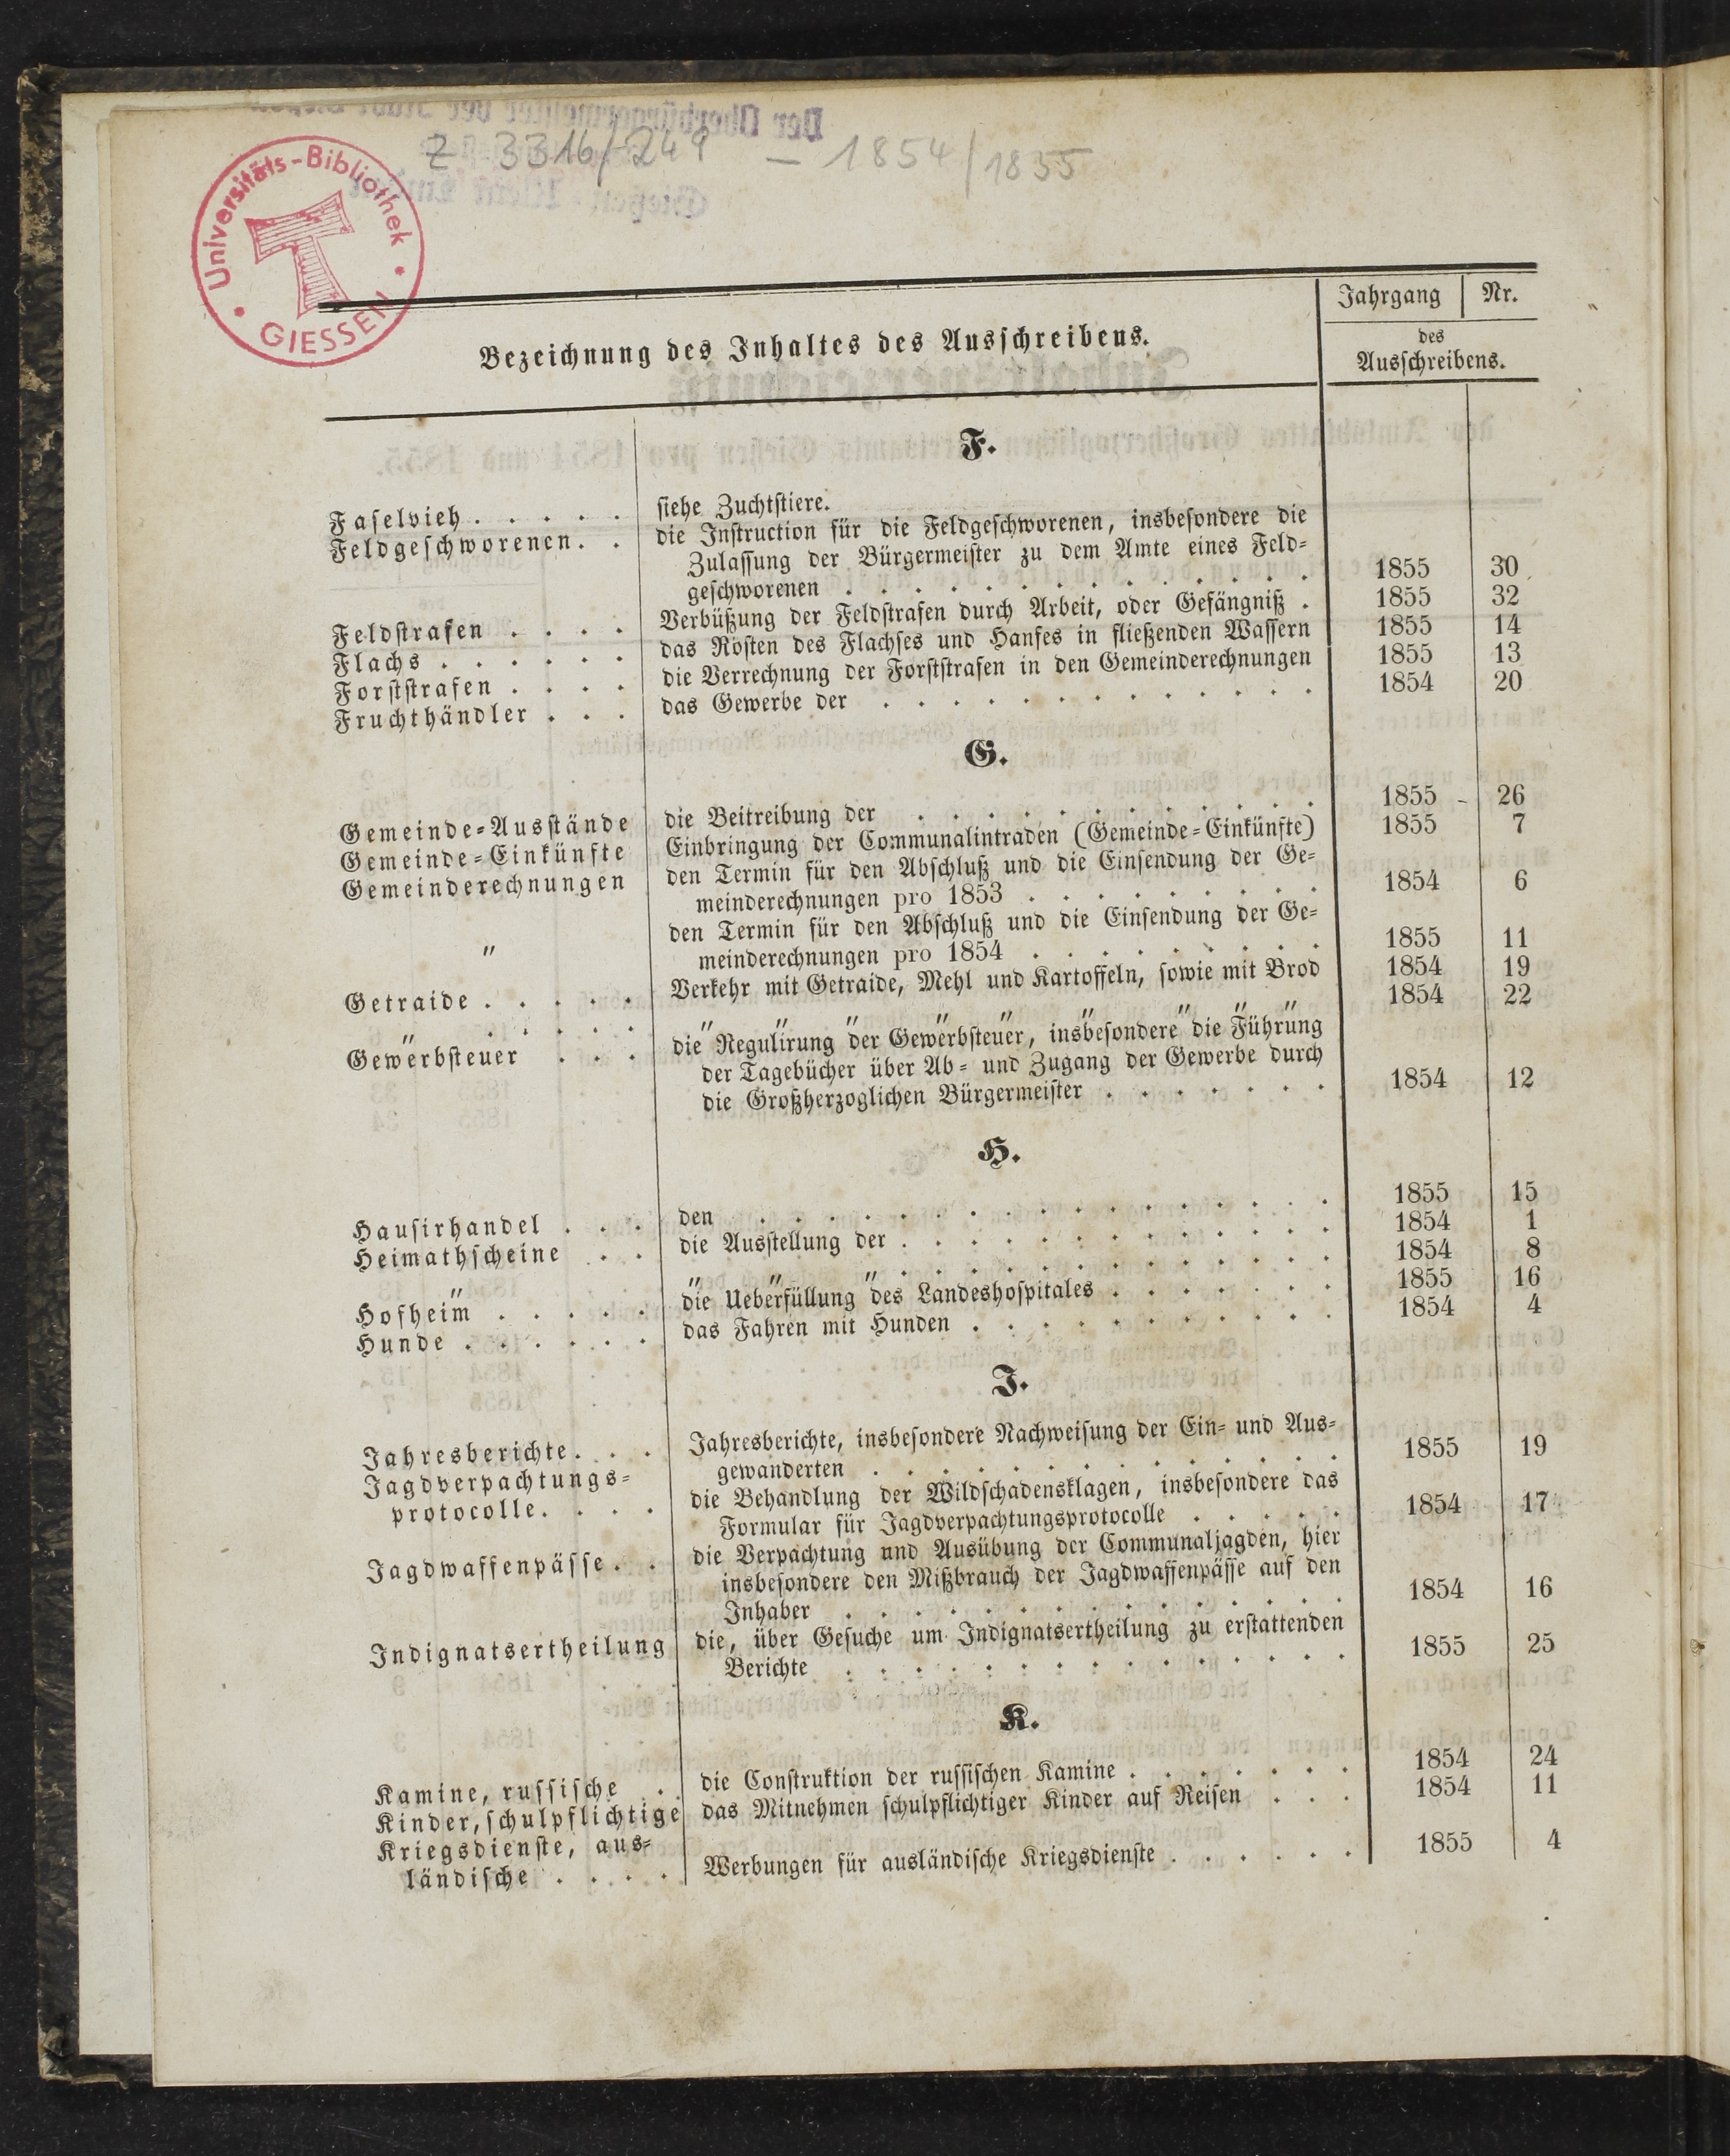 Z 3316/249 – 1854/1855
Universitäts-Bibliothek
GIESSEN
Bezeichnung des Inhaltes des Ausschreibens. Jahrgang Nr.
des
Ausschreibens.
F.
Faselvieh . . . . . siehe Zuchtstiere.
Feldgeschworenen . . die Instruction für die Feldgeschworenen, insbesondere die
Zulassung der Bürgermeister zu dem Amte eines Feld-
geschworenen . . . . . . . . . . . . . 1855 30
Feldstrafen . . . . Verbüßung der Feldstrafen durch Arbeit, oder Gefängniß . 1855 32
Flachs . . . . . . das Rösten des Flachses und Hanfes in fließenden Wassern 1855 14
Forststrafen . . . . die Verrechnung der Forststrafen in den Gemeinderechnungen 1855 13
Fruchthändler . . . das Gewerbe der . . . . . . . . . . . . 1854 20
G.
Gemeinde-Ausstände die Beitreibung der . . . . . . . . . . . . 1855 26
Gemeinde-Einkünfte Einbringung der Communalintraden (Gemeinde-Einkünfte) 1855 7
Gemeinderechnungen den Termin für den Abschluß und die Einsendung der Ge-
meinderechnungen pro 1853 . . . . . . . . . 1854 6
" den Termin für den Abschluß und die Einsendung der Ge-
meinderechnungen pro 1854 . . . . . . . . . 1855 11
Getraide . . . . . Verkehr mit Getraide, Mehl und Kartoffeln, sowie mit Brod 1854 19
" . . . . . " " " " " " " " 1854 22
Gewerbsteuer . . . die Regulirung der Gewerbsteuer, insbesondere die Führung
der Tagebücher über Ab- und Zugang der Gewerbe durch
die Großherzoglichen Bürgermeister . . . . . . . 1854 12
H.
Hausirhandel . . . den . . . . . . . . . . . . . . . . . 1855 15
Heimathscheine . . die Ausstellung der . . . . . . . . . . . . . 1854 1
" " " " . . . . . . . . . . . . . 1854 8
Hofheim . . . . . die Ueberfüllung des Landeshospitales . . . . . . . 1855 16
Hunde . . . . . . das Fahren mit Hunden . . . . . . . . . . . 1854 4
I.
Jahresberichte . . . Jahresberichte, insbesondere Nachweisung der Ein- und Aus-
gewanderten . . . . . . . . . . . . . . 1855 19
Jagdverpachtungs-
protocolle . . . . die Behandlung der Wildschadensklagen, insbesondere das
Formular für Jagdverpachtungsprotocolle . . . . . 1854 17
Jagdwaffenpässe . . die Verpachtung und Ausübung der Communaljagden, hier
insbesondere den Mißbrauch der Jagdwaffenpässe auf den
Inhaber . . . . . . . . . . . . . . . 1854 16
Indignatsertheilung die, über Gesuche um Indignatsertheilung zu erstattenden
Berichte . . . . . . . . . . . . . . . 1855 25
K.
Kamine, russische . die Construktion der russischen Kamine . . . . . . . 1854 24
Kinder, schulpflichtige das Mitnehmen schulpflichtiger Kinder auf Reisen . . . 1854 11
Kriegsdienste, aus-
ländische . . . . Werbungen für ausländische Kriegsdienste . . . . . . 1855 4